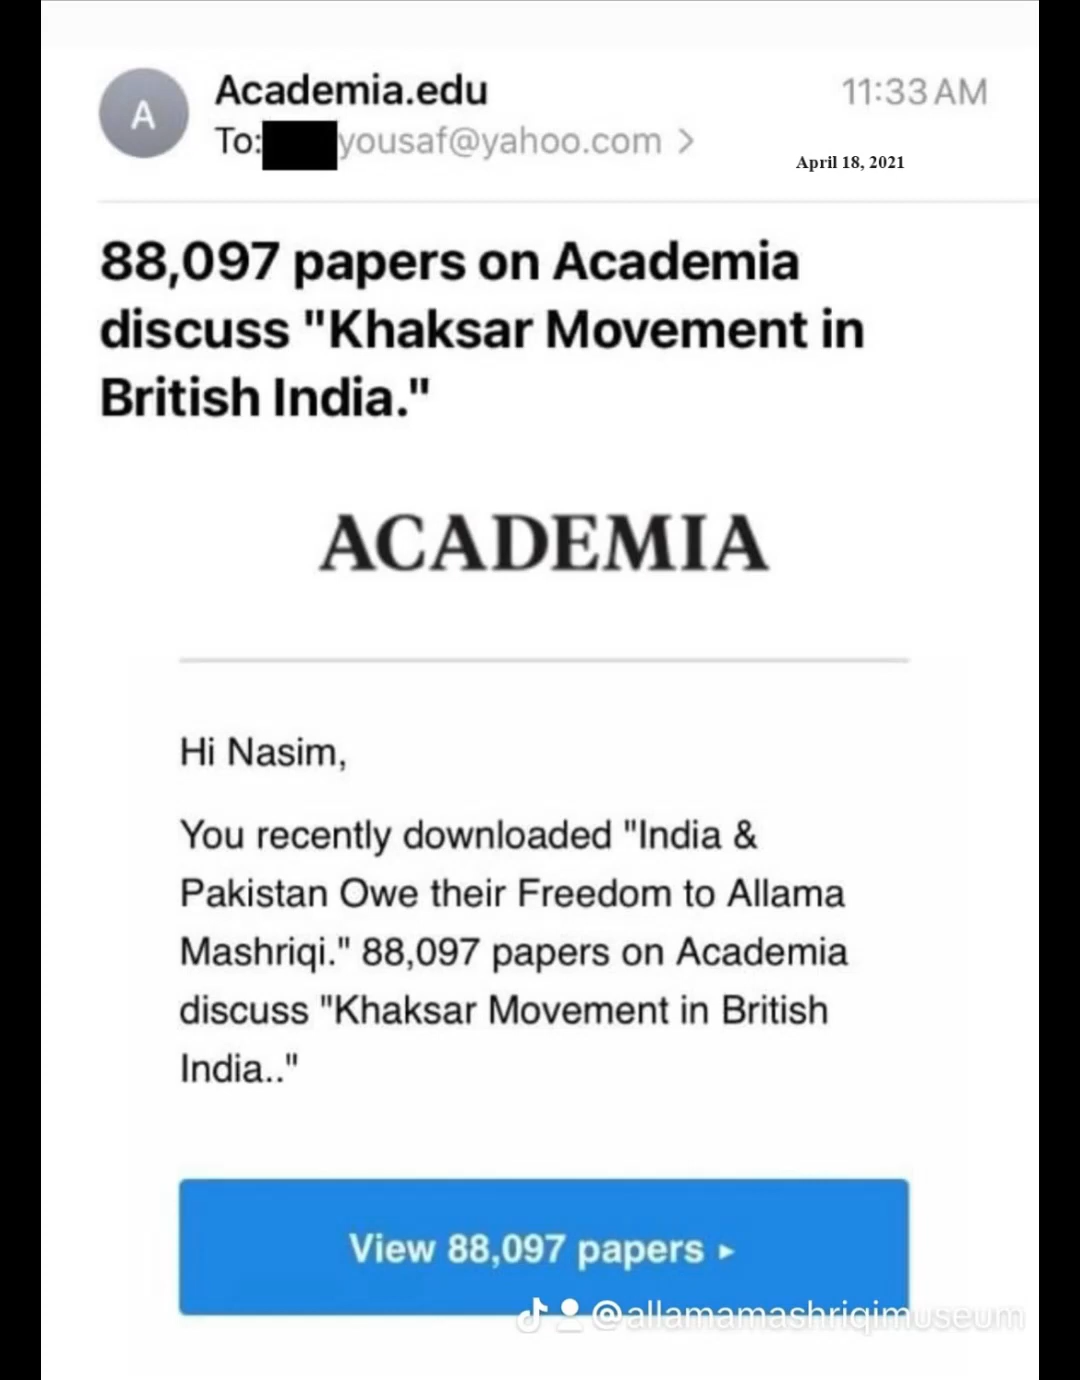 A
Academia.edu
11:33 AM
To: yousaf@yahoo.com >
April 18, 2021
88,097 papers on Academia
discuss "Khaksar Movement in
British India."
ACADEMIA
Hi Nasim,
You recently downloaded "India &
Pakistan Owe their Freedom to Allama
Mashriqi." 88,097 papers on Academia
discuss "Khaksar Movement in British
India.."
View 88,097 papers ▸
@allamamashriqimuseum